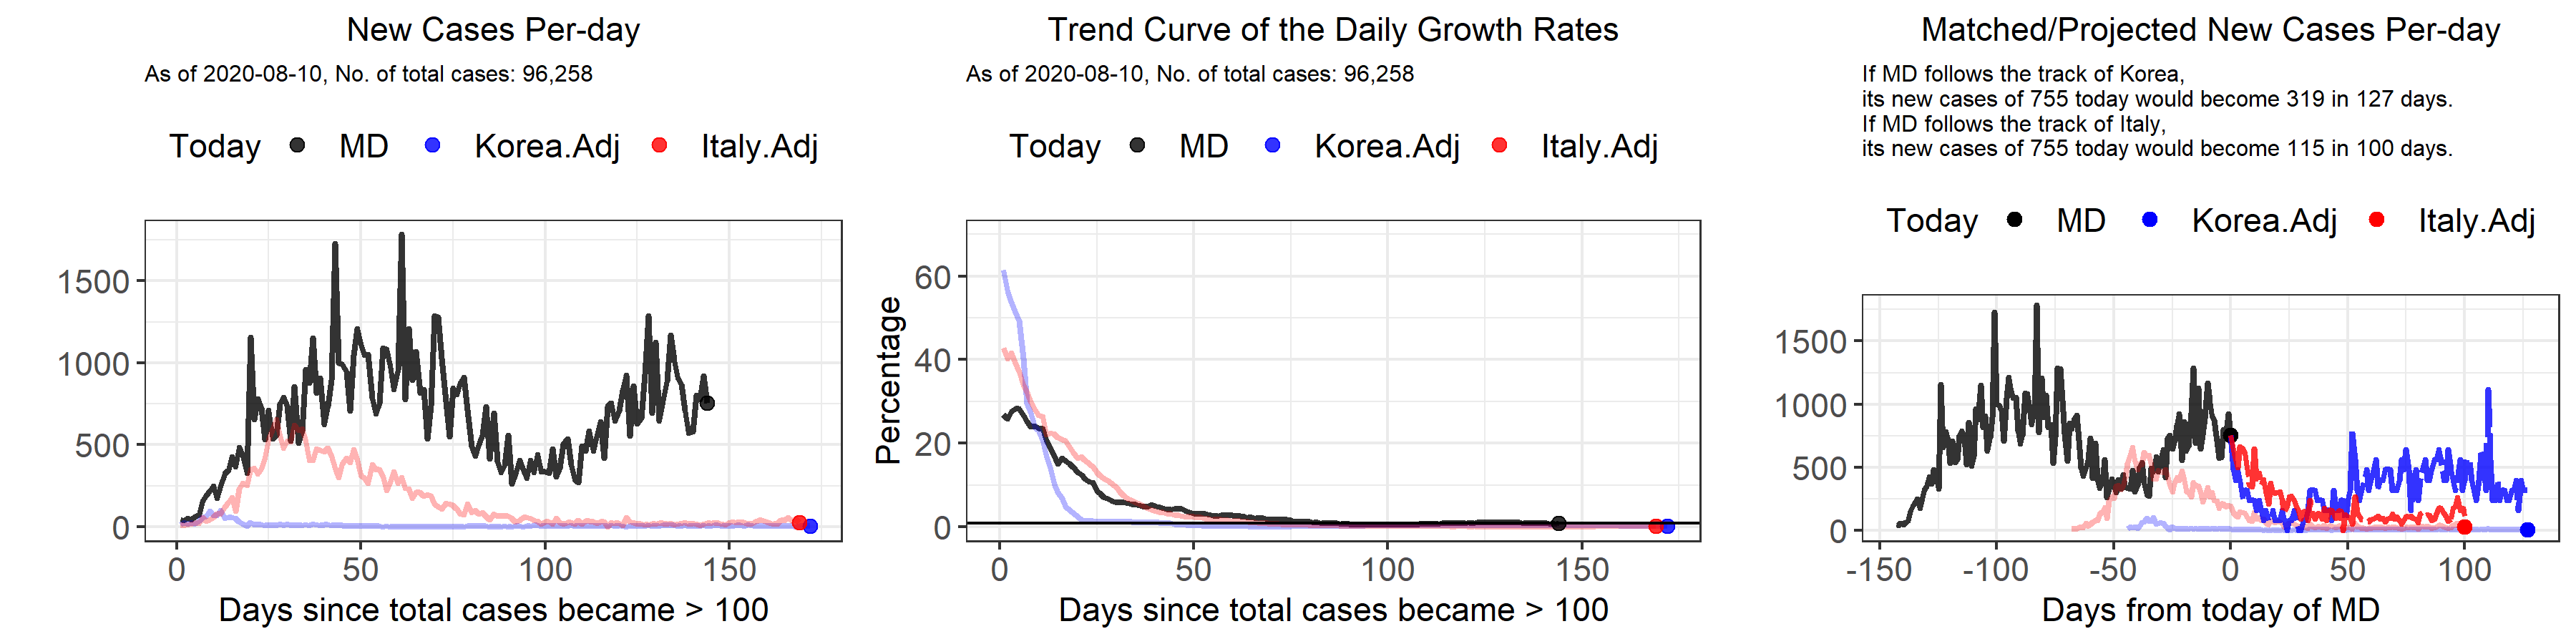 New Cases Per-day
As of 2020-08-10, No. of total cases: 96,258
Today MD Korea.Adj Italy.Adj
1500
1000
500
0
0 50 100 150
Days since total cases became > 100
Trend Curve of the Daily Growth Rates
As of 2020-08-10, No. of total cases: 96,258
Today MD Korea.Adj Italy.Adj
Percentage
60
40
20
0
0 50 100 150
Days since total cases became > 100
Matched/Projected New Cases Per-day
If MD follows the track of Korea,
its new cases of 755 today would become 319 in 127 days.
If MD follows the track of Italy,
its new cases of 755 today would become 115 in 100 days.
Today MD Korea.Adj Italy.Adj
1500
1000
500
0
-150 -100 -50 0 50 100
Days from today of MD